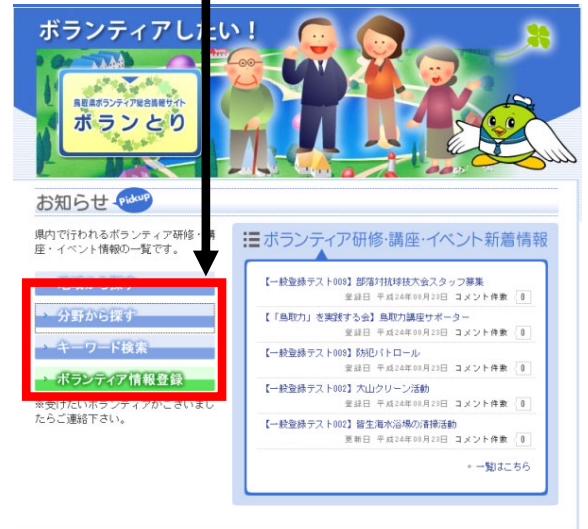 ボランティアしたい！
鳥取県ボランティア総合情報サイト
ボランとり
お知らせ Pickup
県内で行われるボランティア研修・講
座・イベント情報の一覧です。
地域から探す
分野から探す
キーワード検索
ボランティア情報登録
※受けたいボランティアがございまし
たらご連絡下さい。
ボランティア研修・講座・イベント新着情報
【一般登録テスト008】部落対抗球技大会スタッフ募集
登録日 平成24年08月23日 コメント件数 0
【「鳥取力」を実践する会】鳥取力講座サポーター
登録日 平成24年08月23日 コメント件数 0
【一般登録テスト003】防犯パトロール
登録日 平成24年08月23日 コメント件数 0
【一般登録テスト002】大山クリーン活動
登録日 平成24年08月23日 コメント件数 0
【一般登録テスト002】皆生海水浴場の清掃活動
更新日 平成24年08月23日 コメント件数 0
一覧はこちら